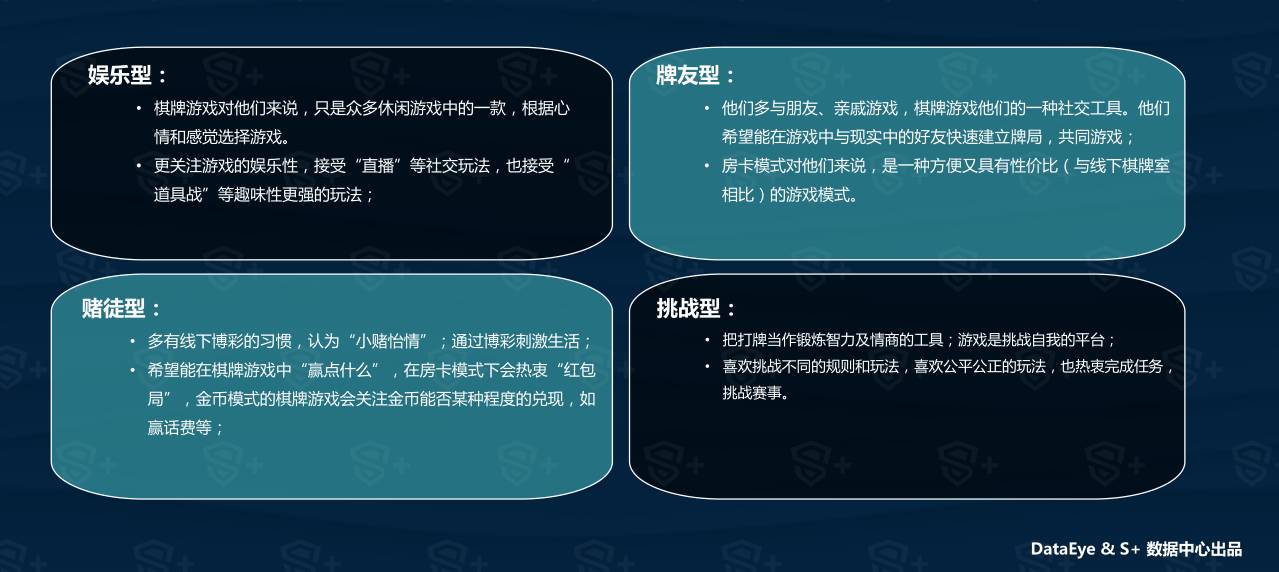 娱乐型：
• 棋牌游戏对他们来说，只是众多休闲游戏中的一款，根据心
情和感觉选择游戏。
• 更关注游戏的娱乐性，接受“直播”等社交玩法，也接受“
道具战”等趣味性更强的玩法；
牌友型：
• 他们多与朋友、亲戚游戏，棋牌游戏他们的一种社交工具。他们
希望能在游戏中与现实中的好友快速建立牌局，共同游戏；
• 房卡模式对他们来说，是一种方便又具有性价比（与线下棋牌室
相比）的游戏模式。
赌徒型：
• 多有线下博彩的习惯，认为“小赌怡情”；通过博彩刺激生活；
• 希望能在棋牌游戏中“赢点什么”，在房卡模式下会热衷“红包
局”，金币模式的棋牌游戏会关注金币能否某种程度的兑现，如
赢话费等；
挑战型：
• 把打牌当作锻炼智力及情商的工具；游戏是挑战自我的平台；
• 喜欢挑战不同的规则和玩法，喜欢公平公正的玩法，也热衷完成任务，
挑战赛事。
DataEye & S+ 数据中心出品